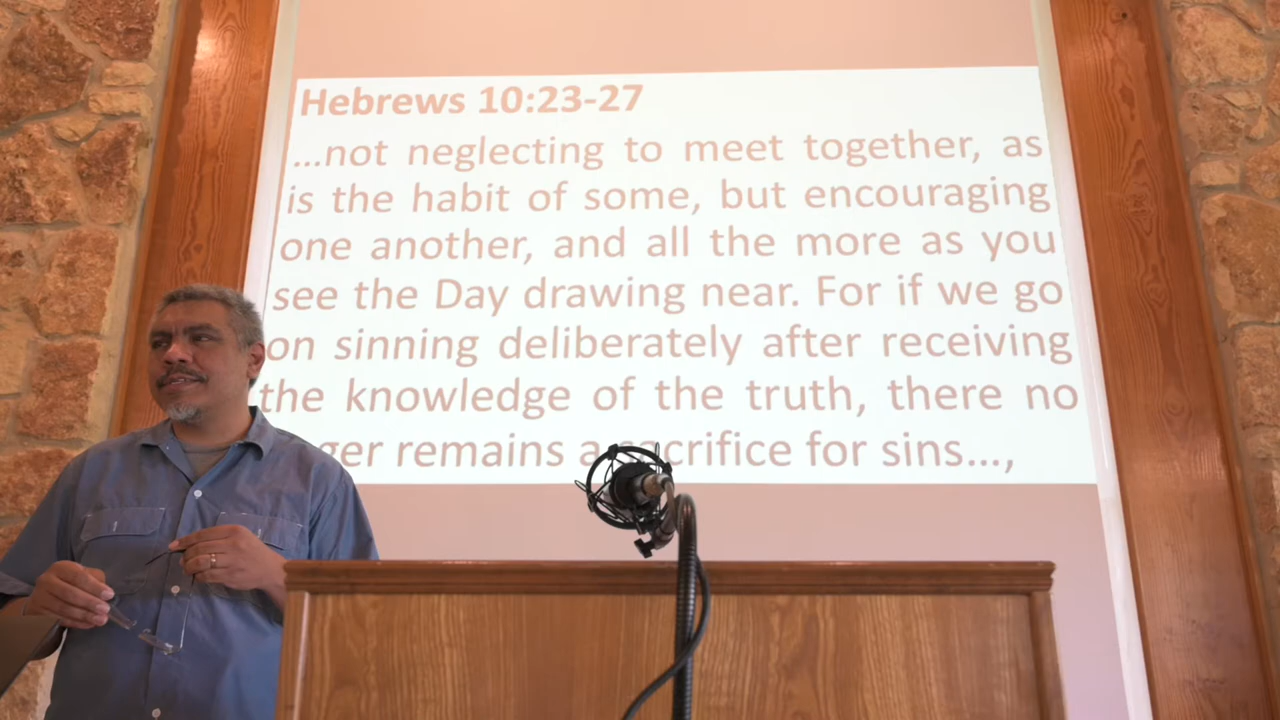 Hebrews 10:23-27
...not neglecting to meet together, as
is the habit of some, but encouraging
one another, and all the more as you
see the Day drawing near. For if we go
on sinning deliberately after receiving
the knowledge of the truth, there no
remains a sacrifice for sins...,